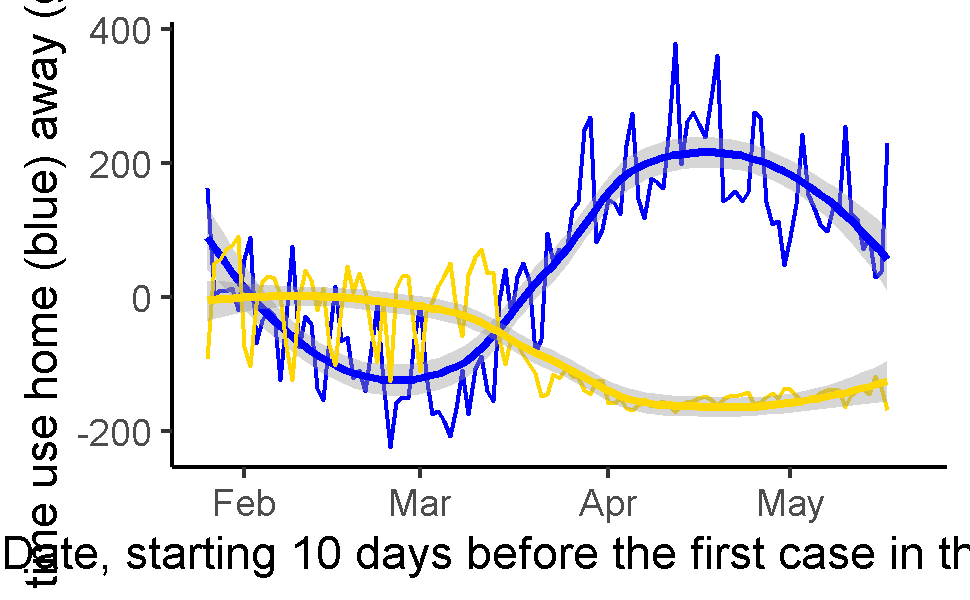 time use home (blue) away (
400
200
0
-200
Feb Mar Apr May
Date, starting 10 days before the first case in th